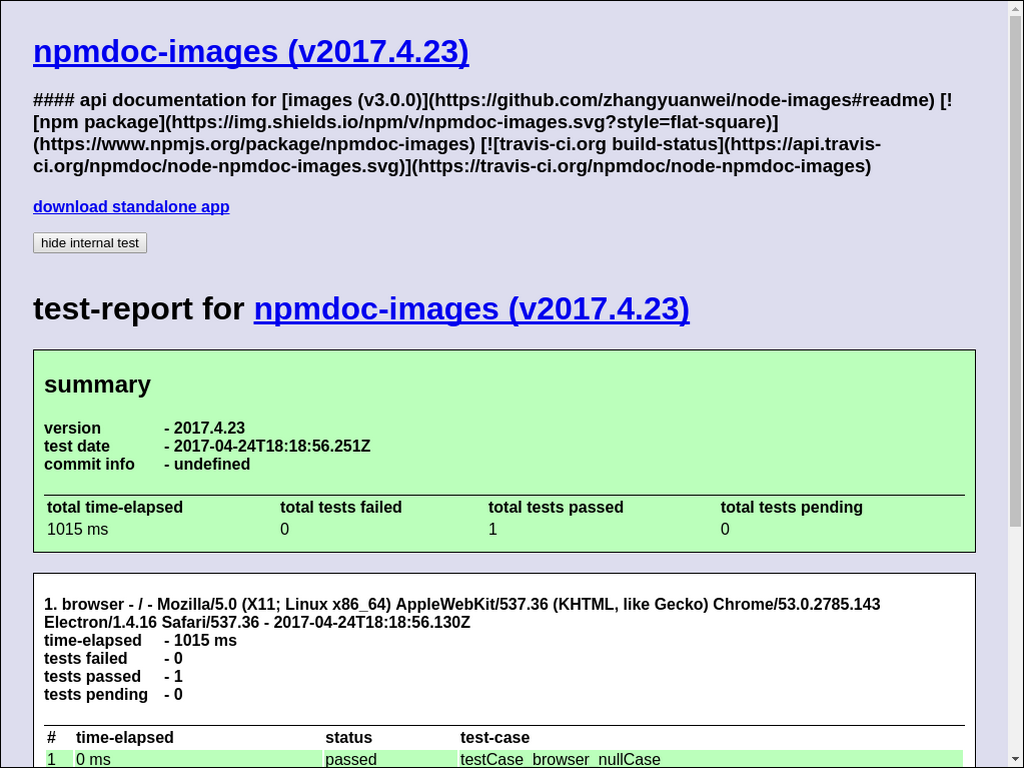 npmdoc-images (v2017.4.23)
#### api documentation for [images (v3.0.0)](https://github.com/zhangyuanwei/node-images#readme) [!
[npm package](https://img.shields.io/npm/v/npmdoc-images.svg?style=flat-square)]
(https://www.npmjs.org/package/npmdoc-images) [![travis-ci.org build-status](https://api.travis-
ci.org/npmdoc/node-npmdoc-images.svg)](https://travis-ci.org/npmdoc/node-npmdoc-images)
download standalone app
hide internal test
test-report for npmdoc-images (v2017.4.23)
summary
version - 2017.4.23
test date - 2017-04-24T18:18:56.251Z
commit info - undefined
total time-elapsed total tests failed total tests passed total tests pending
1015 ms 0 1 0
1. browser - / - Mozilla/5.0 (X11; Linux x86_64) AppleWebKit/537.36 (KHTML, like Gecko) Chrome/53.0.2785.143
Electron/1.4.16 Safari/537.36 - 2017-04-24T18:18:56.130Z
time-elapsed - 1015 ms
tests failed - 0
tests passed - 1
tests pending - 0
# time-elapsed status test-case
1 0 ms passed testCase_browser_nullCase